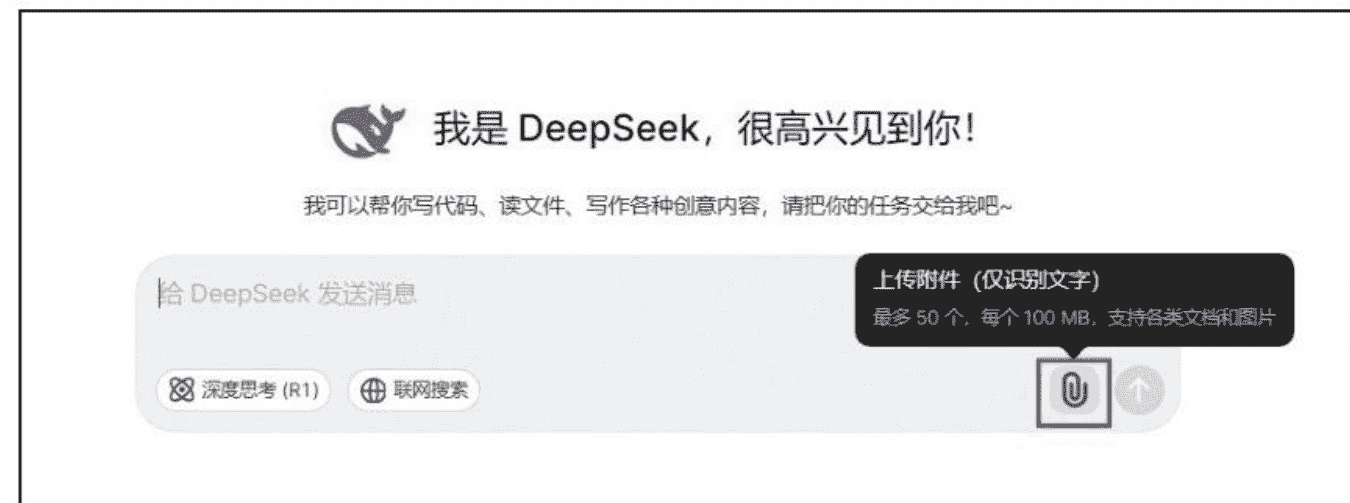 我是 DeepSeek，很高兴见到你！
我可以帮你写代码、读文件、写作各种创意内容，请把你的任务交给我吧~
给 DeepSeek 发送消息
上传附件（仅识别文字）
最多 50 个，每个 100 MB，支持各类文档和图片
深度思考 (R1)
联网搜索